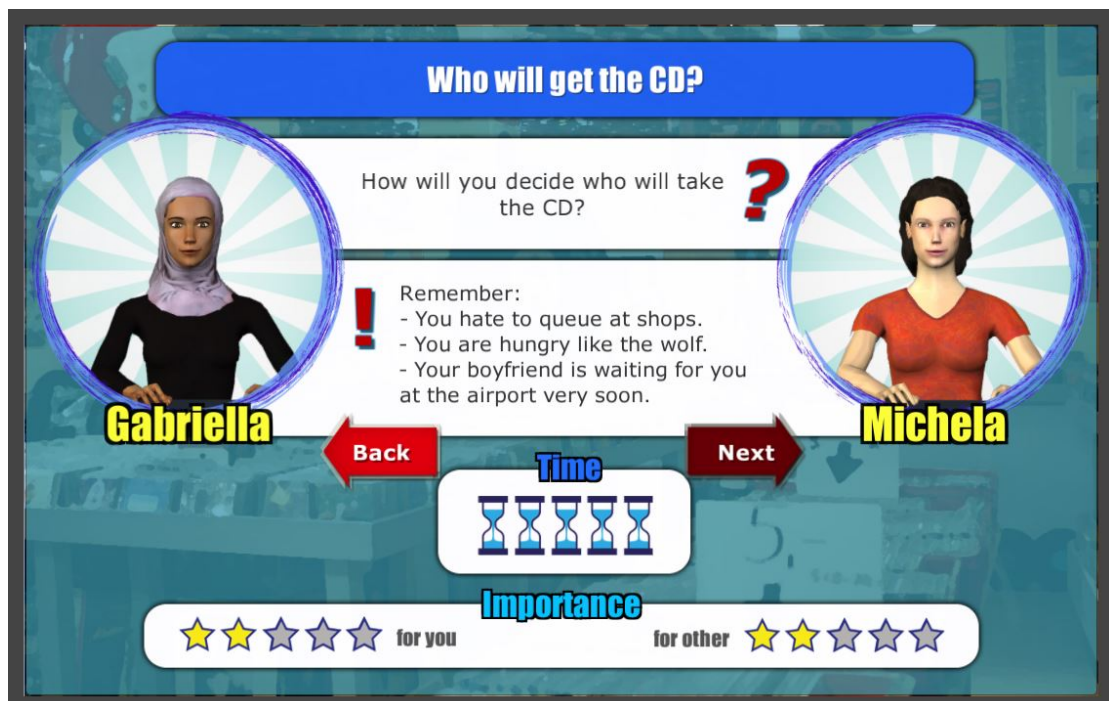 Who will get the CD?
How will you decide who will take
the CD?
?
!
Remember:
- You hate to queue at shops.
- You are hungry like the wolf.
- Your boyfriend is waiting for you
at the airport very soon.
Gabriella
Michela
Back
Next
Time
5.
Importance
for you
for other